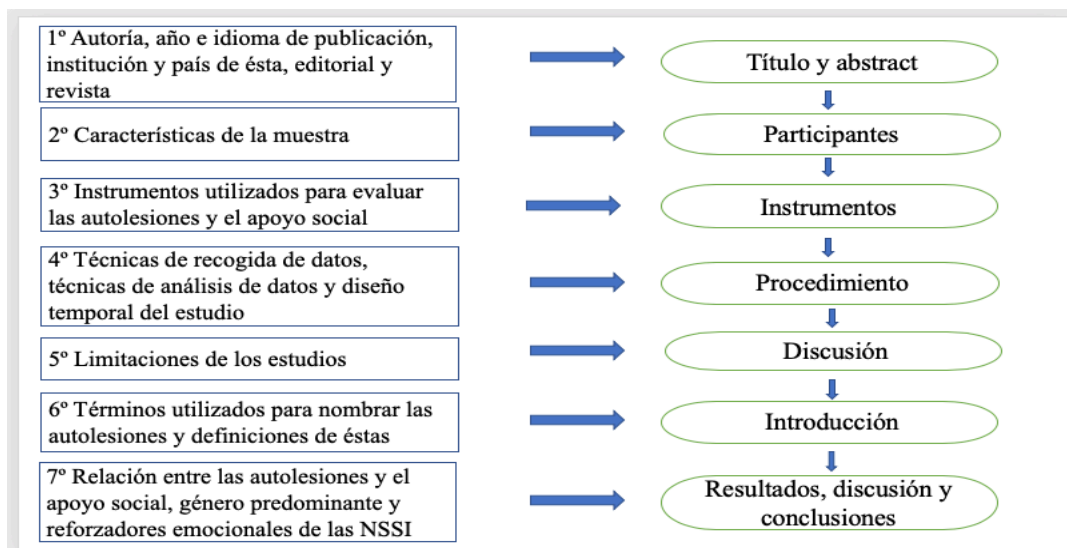 1º Autoría, año e idioma de publicación,
institución y país de ésta, editorial y
revista
Título y abstract
2º Características de la muestra
Participantes
3º Instrumentos utilizados para evaluar
las autolesiones y el apoyo social
Instrumentos
4º Técnicas de recogida de datos,
técnicas de análisis de datos y diseño
temporal del estudio
Procedimiento
5º Limitaciones de los estudios
Discusión
6º Términos utilizados para nombrar las
autolesiones y definiciones de éstas
Introducción
7º Relación entre las autolesiones y el
apoyo social, género predominante y
reforzadores emocionales de las NSSI
Resultados, discusión y
conclusiones